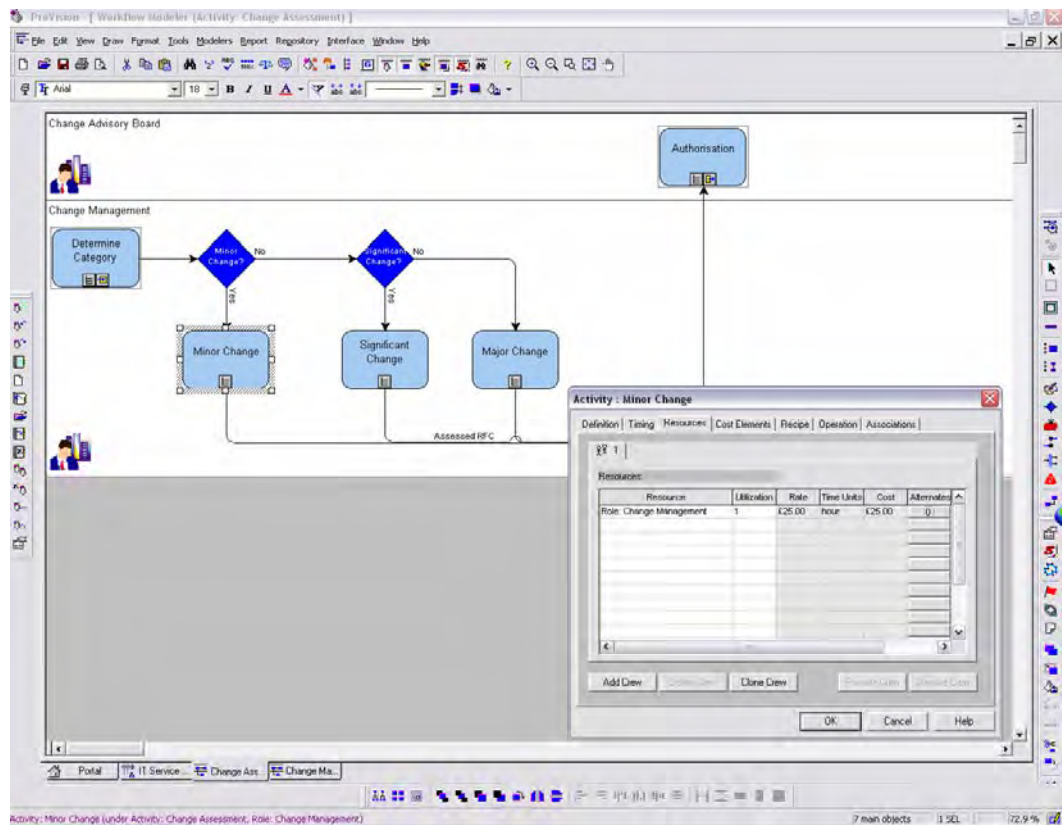 ProVision - [ Workflow Modeler (Activity: Change Assessment) ]
File Edit View Draw Format Tools Modelers Report Repository Interface Window Help
Arial 18 B I U A
Change Advisory Board
Authorisation
Change Management
Determine
Category
Minor
Change?
No
Significant
Change?
No
Yes
Yes
Minor Change
Significant
Change
Major Change
Assessed RFC
Activity : Minor Change
Definition Timing Resources Cost Elements Recipe Operation Associations
1
Resources:
Resource Utilization Rate Time Units Cost Alternates
Role: Change Management 1 £25.00 hour £25.00 0
Add Crew Clone Crew
OK Cancel Help
Portal IT Service ... Change Ass... Change Ma...
Activity: Minor Change (under Activity: Change Assessment, Role: Change Management) 7 main objects 1 SEL 72.9 %